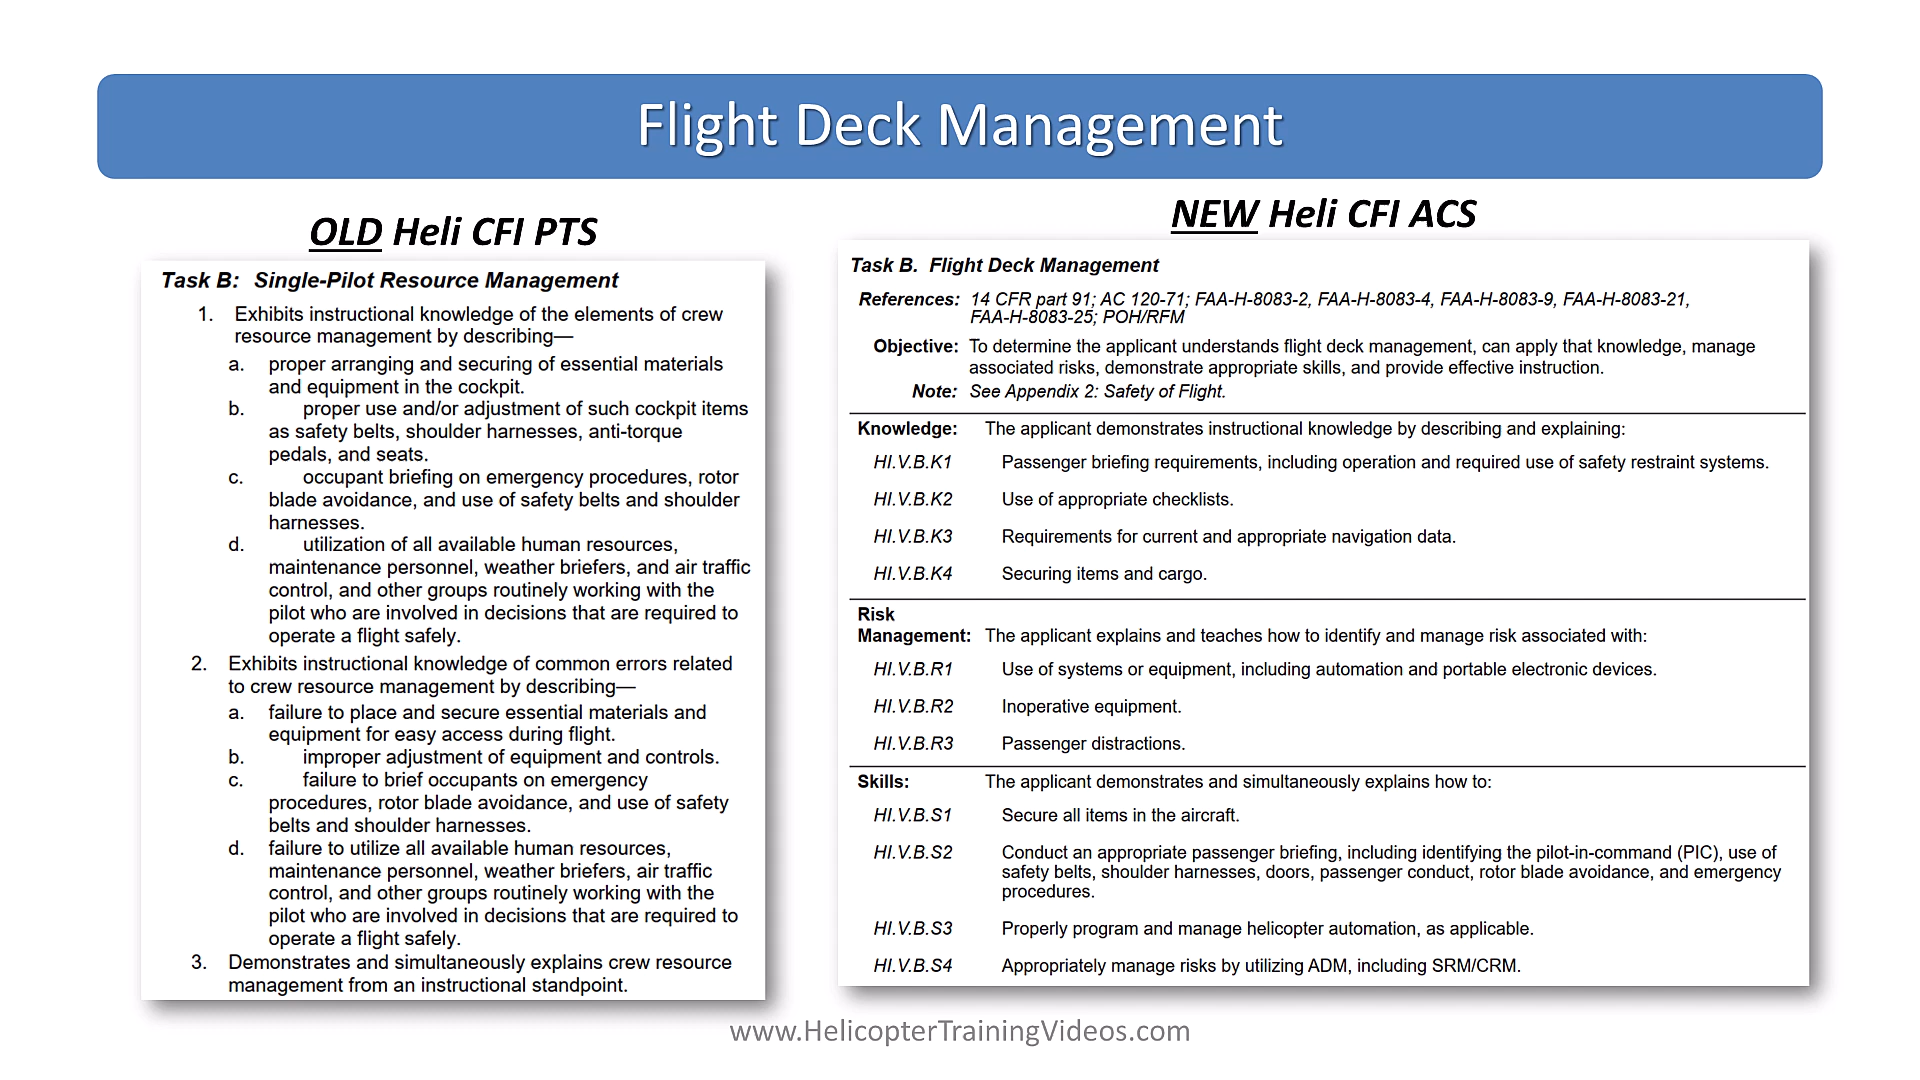 Flight Deck Management
OLD Heli CFI PTS
Task B: Single-Pilot Resource Management
1. Exhibits instructional knowledge of the elements of crew
resource management by describing—
a. proper arranging and securing of essential materials
and equipment in the cockpit.
b. proper use and/or adjustment of such cockpit items
as safety belts, shoulder harnesses, anti-torque
pedals, and seats.
c. occupant briefing on emergency procedures, rotor
blade avoidance, and use of safety belts and shoulder
harnesses.
d. utilization of all available human resources,
maintenance personnel, weather briefers, and air traffic
control, and other groups routinely working with the
pilot who are involved in decisions that are required to
operate a flight safely.
2. Exhibits instructional knowledge of common errors related
to crew resource management by describing—
a. failure to place and secure essential materials and
equipment for easy access during flight.
b. improper adjustment of equipment and controls.
c. failure to brief occupants on emergency
procedures, rotor blade avoidance, and use of safety
belts and shoulder harnesses.
d. failure to utilize all available human resources,
maintenance personnel, weather briefers, air traffic
control, and other groups routinely working with the
pilot who are involved in decisions that are required to
operate a flight safely.
3. Demonstrates and simultaneously explains crew resource
management from an instructional standpoint.
NEW Heli CFI ACS
Task B. Flight Deck Management
References: 14 CFR part 91; AC 120-71; FAA-H-8083-2, FAA-H-8083-4, FAA-H-8083-9, FAA-H-8083-21,
FAA-H-8083-25; POH/RFM
Objective: To determine the applicant understands flight deck management, can apply that knowledge, manage
associated risks, demonstrate appropriate skills, and provide effective instruction.
Note: See Appendix 2: Safety of Flight.
Knowledge: The applicant demonstrates instructional knowledge by describing and explaining:
HI.V.B.K1 Passenger briefing requirements, including operation and required use of safety restraint systems.
HI.V.B.K2 Use of appropriate checklists.
HI.V.B.K3 Requirements for current and appropriate navigation data.
HI.V.B.K4 Securing items and cargo.
Risk
Management: The applicant explains and teaches how to identify and manage risk associated with:
HI.V.B.R1 Use of systems or equipment, including automation and portable electronic devices.
HI.V.B.R2 Inoperative equipment.
HI.V.B.R3 Passenger distractions.
Skills: The applicant demonstrates and simultaneously explains how to:
HI.V.B.S1 Secure all items in the aircraft.
HI.V.B.S2 Conduct an appropriate passenger briefing, including identifying the pilot-in-command (PIC), use of
safety belts, shoulder harnesses, doors, passenger conduct, rotor blade avoidance, and emergency
procedures.
HI.V.B.S3 Properly program and manage helicopter automation, as applicable.
HI.V.B.S4 Appropriately manage risks by utilizing ADM, including SRM/CRM.
www.HelicopterTrainingVideos.com